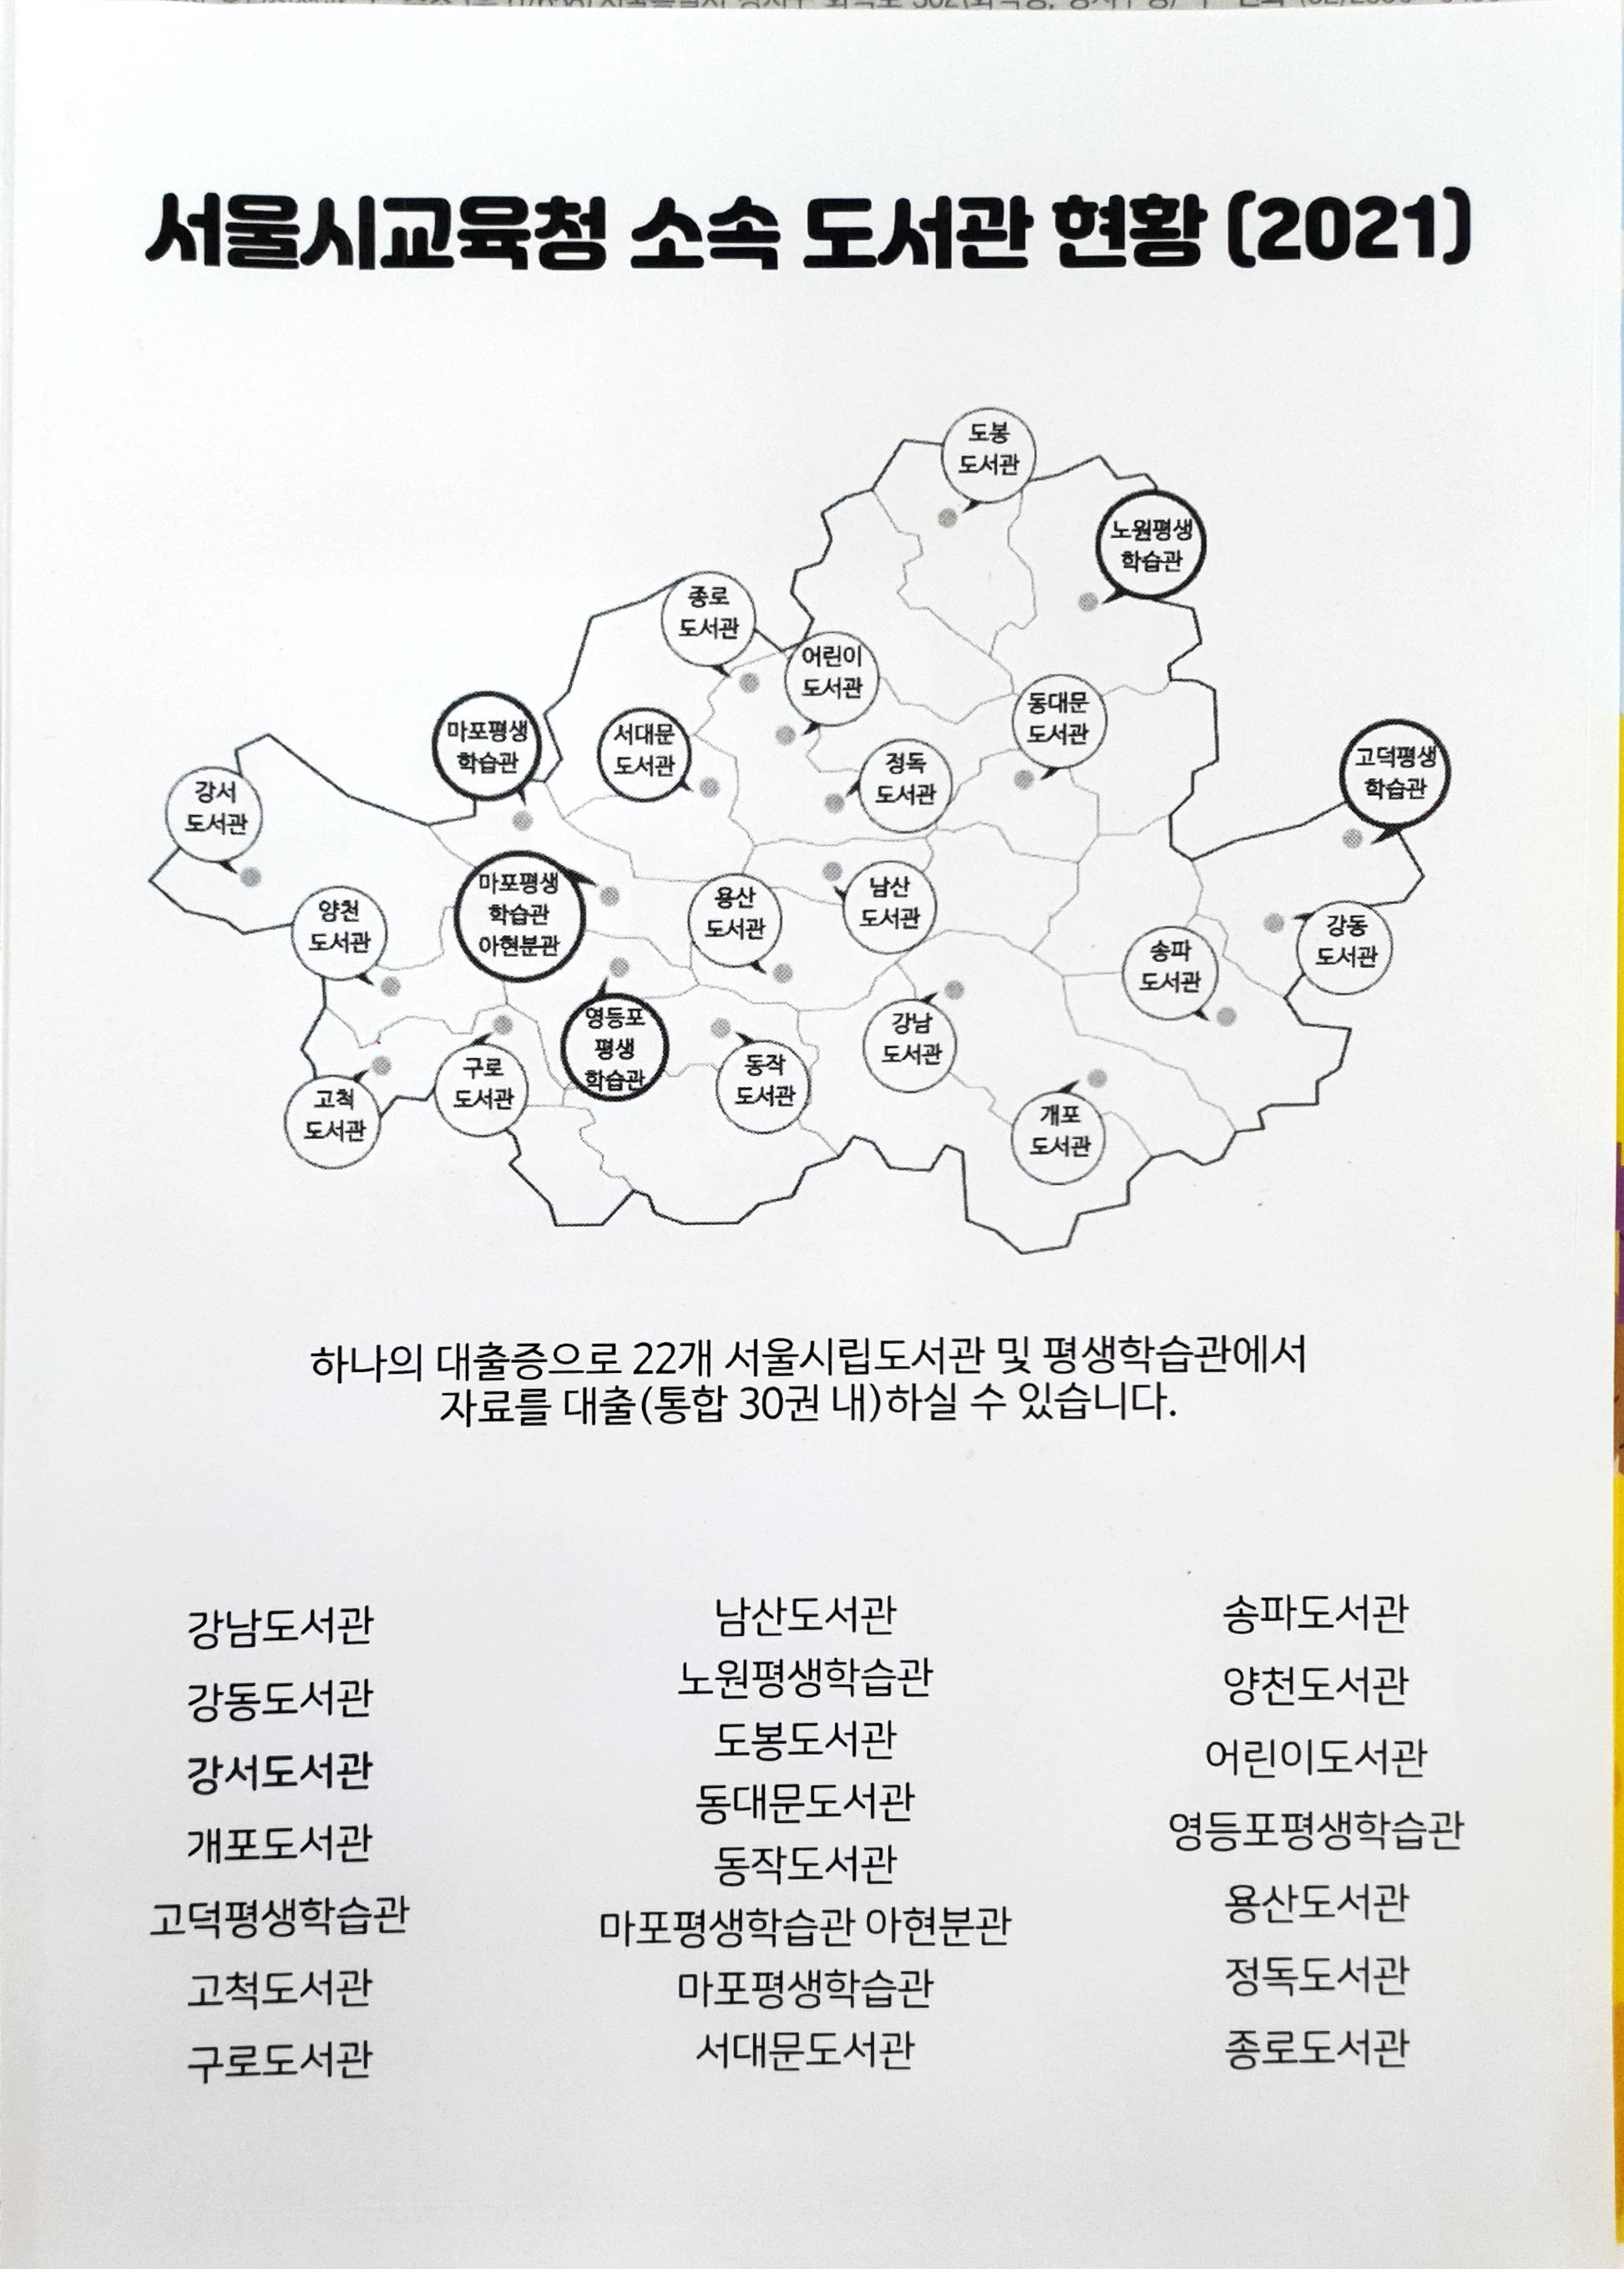 서울시교육청 소속 도서관 현황 (2021)
도봉
도서관
노원평생
학습관
종로
도서관
어린이
도서관
동대문
도서관
마포평생
학습관
서대문
도서관
정독
도서관
고덕평생
학습관
강서
도서관
마포평생
학습관
아현분관
용산
도서관
남산
도서관
양천
도서관
강동
도서관
송파
도서관
영등포
평생
학습관
강남
도서관
구로
도서관
동작
도서관
고척
도서관
개포
도서관
하나의 대출증으로 22개 서울시립도서관 및 평생학습관에서
자료를 대출(통합 30권 내)하실 수 있습니다.
강남도서관
강동도서관
강서도서관
개포도서관
고덕평생학습관
고척도서관
구로도서관
남산도서관
노원평생학습관
도봉도서관
동대문도서관
동작도서관
마포평생학습관 아현분관
마포평생학습관
서대문도서관
송파도서관
양천도서관
어린이도서관
영등포평생학습관
용산도서관
정독도서관
종로도서관